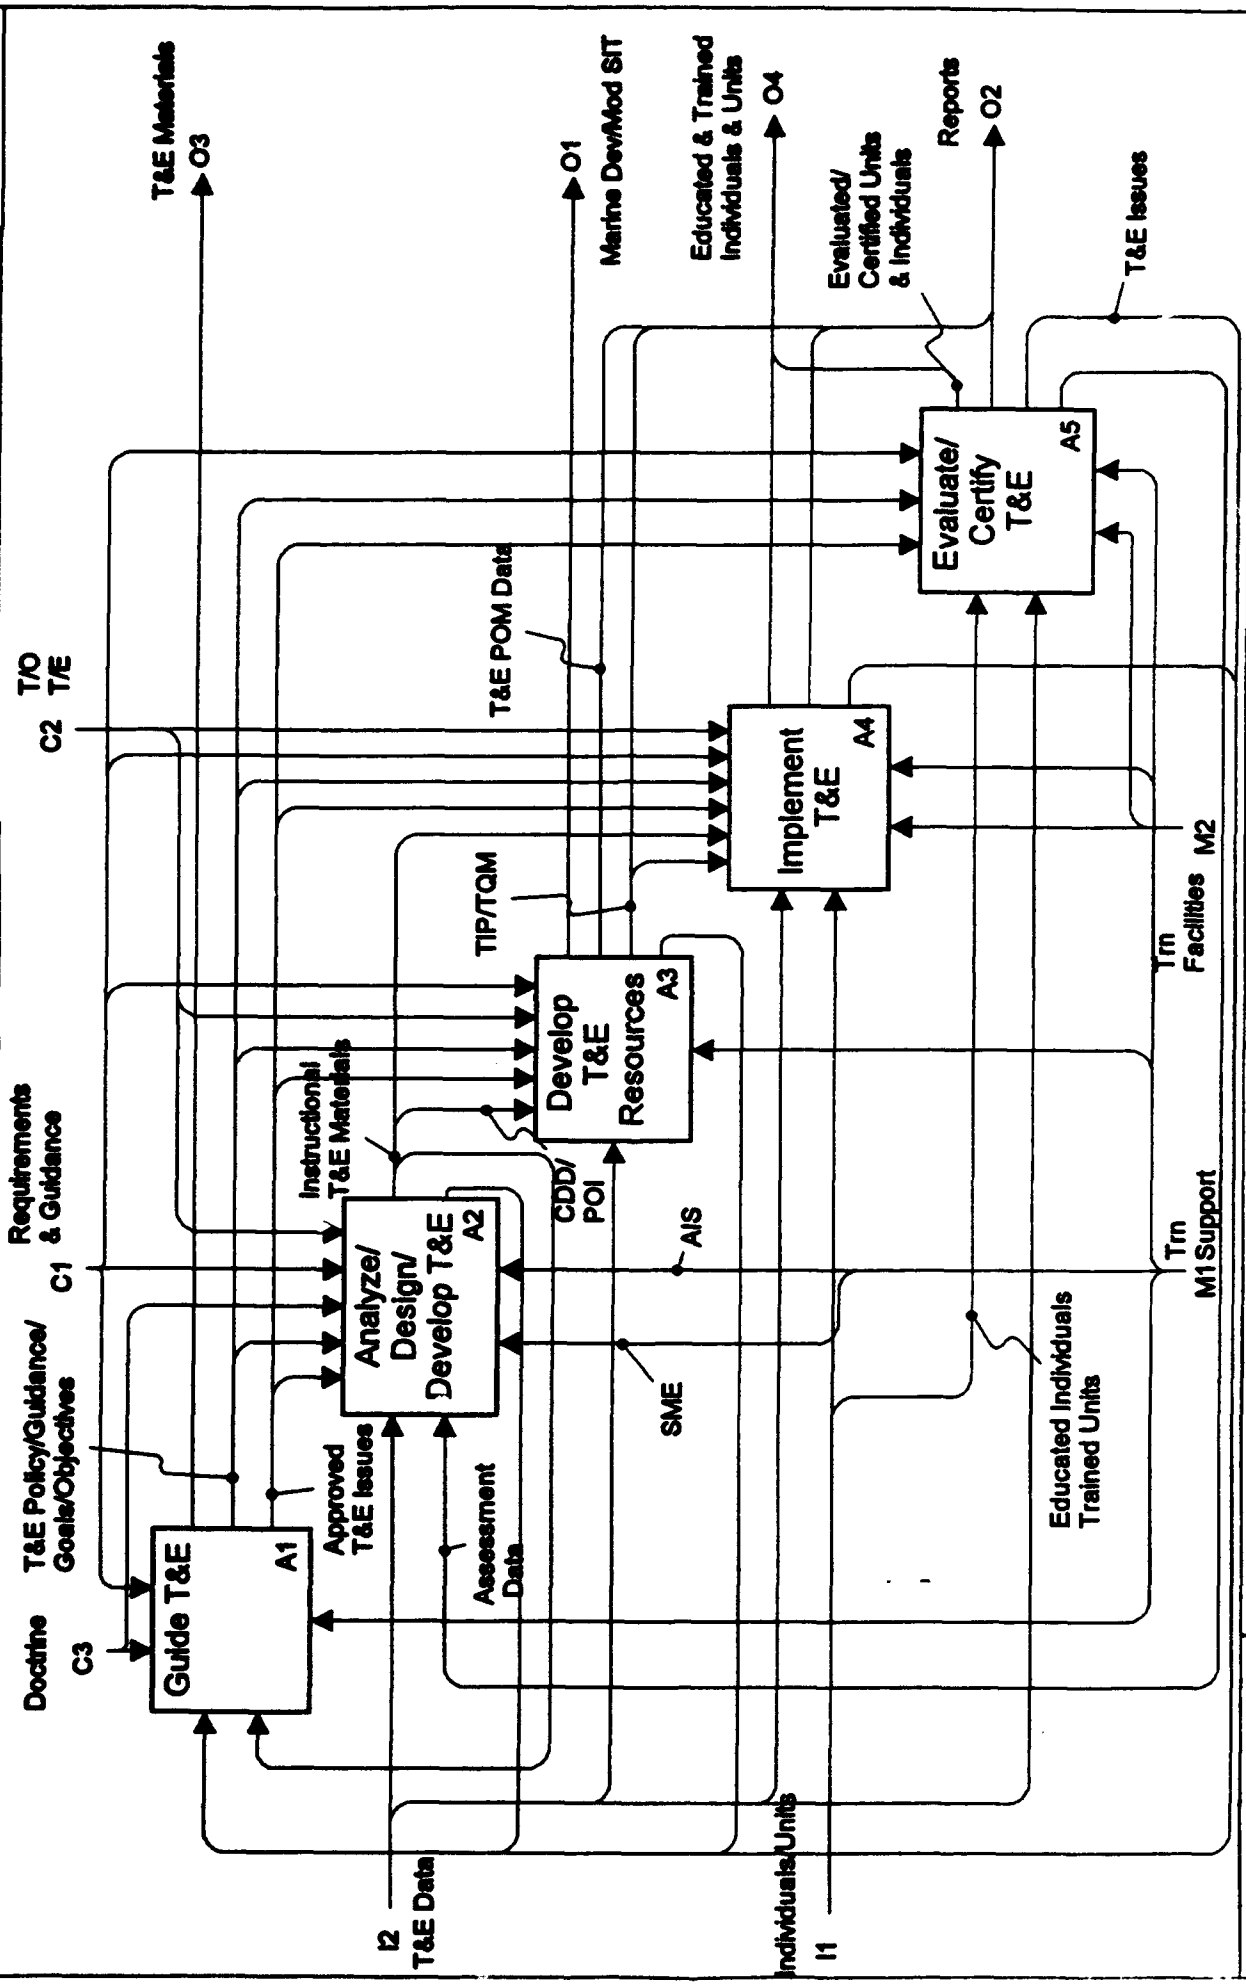 Doctrine
C3
T&E Policy/Guidance/
Goals/Objectives
C1
Requirements
& Guidance
C2
T/O
T/E
T&E Materials
O3
Guide T&E
A1
Approved
T&E Issues
Analyze/
Design/
Develop T&E
A2
Instructional
T&E Materials
CDD/
POI
Develop
T&E
Resources
A3
TIP/TQM
T&E POM Data
O1
Marine Dev/Mod SIT
Educated & Trained
Individuals & Units
O4
Implement
T&E
A4
Evaluated/
Certified Units
& Individuals
Reports
O2
Evaluate/
Certify
T&E
A5
T&E Issues
I2
T&E Data
Assessment
Data
SME
AIS
Individuals/Units
I1
Educated Individuals
Trained Units
Trn
M1 Support
Trn
Facilities
M2